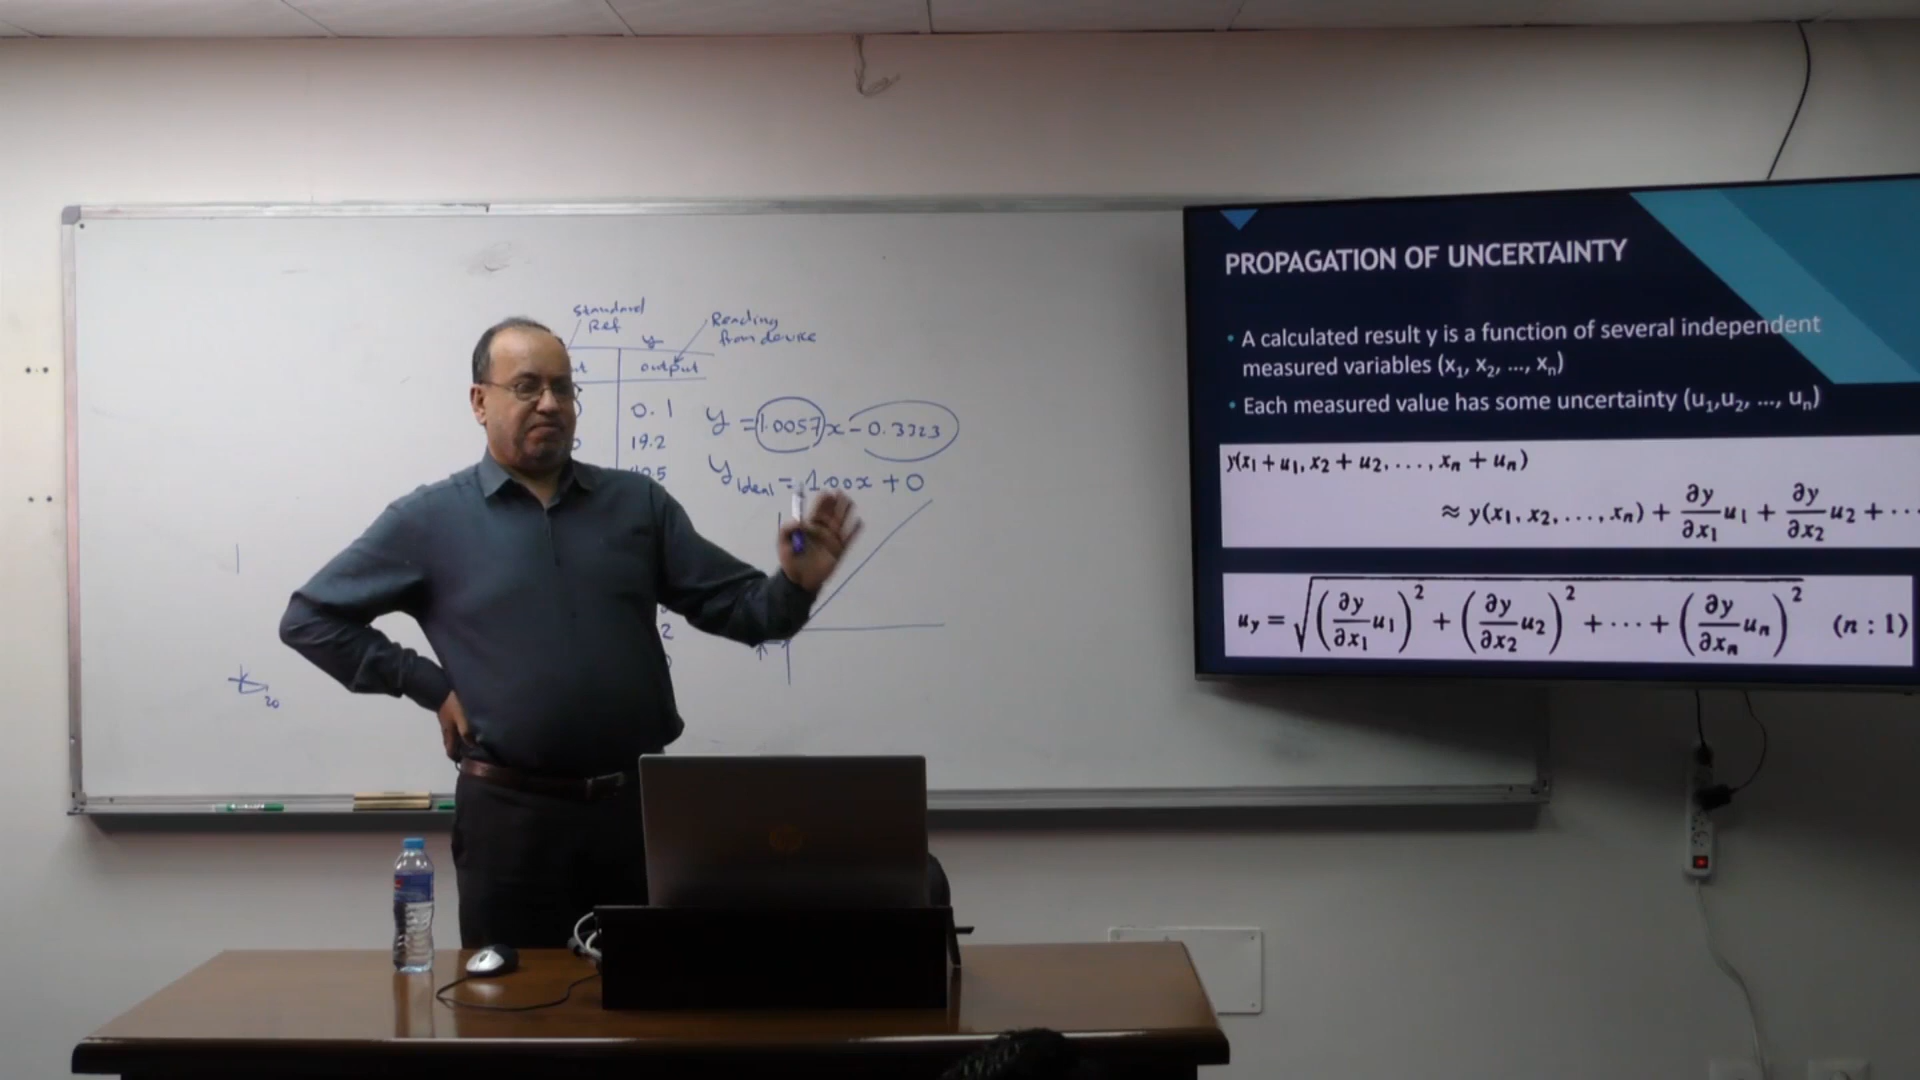 Standard
Ref
Reading
from device
y
output
0.1
19.2
y = 1.0057x - 0.3323
y ideal = 1.00x + 0
20
PROPAGATION OF UNCERTAINTY
• A calculated result y is a function of several independent
measured variables (x₁, x₂, ..., xₙ)
• Each measured value has some uncertainty (u₁,u₂, ..., uₙ)
y(x₁ + u₁, x₂ + u₂, . . . , xₙ + uₙ)
≈ y(x₁, x₂, . . . , xₙ) + ∂y/∂x₁ u₁ + ∂y/∂x₂ u₂ + ···
u_y = √((∂y/∂x₁ u₁)² + (∂y/∂x₂ u₂)² + ··· + (∂y/∂xₙ uₙ)²) (n : 1)